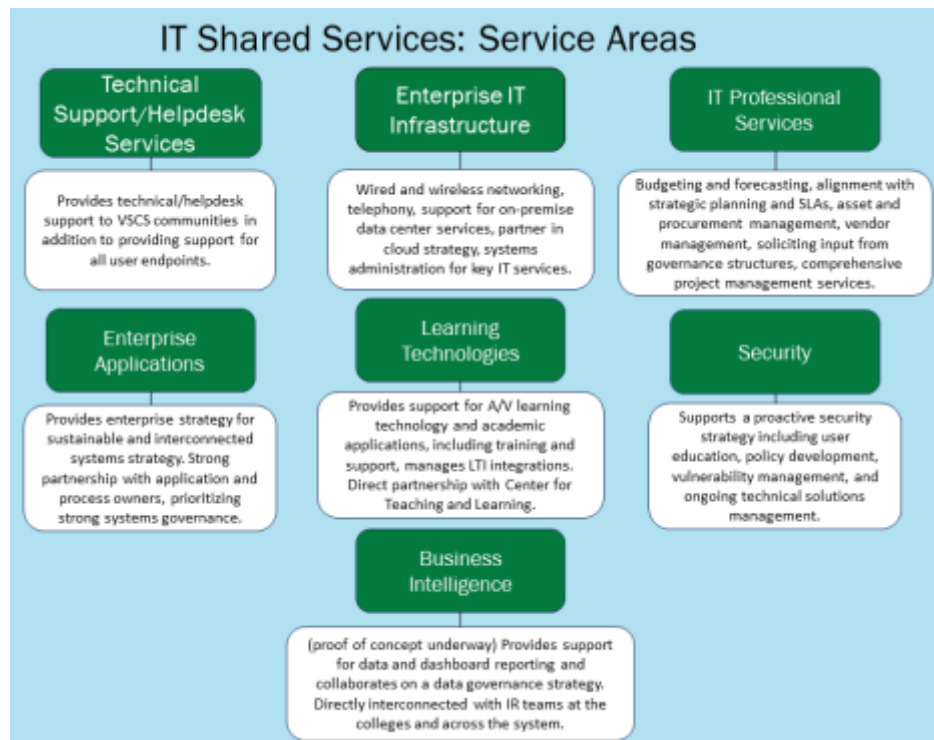 IT Shared Services: Service Areas
Technical
Support/Helpdesk
Services
Provides technical/helpdesk
support to VSCS communities in
addition to providing support for
all user endpoints.
Enterprise IT
Infrastructure
Wired and wireless networking,
telephony, support for on-premise
data center services, partner in
cloud strategy, systems
administration for key IT services.
IT Professional
Services
Budgeting and forecasting, alignment with
strategic planning and SLAs, asset and
procurement management, vendor
management, soliciting input from
governance structures, comprehensive
project management services.
Enterprise
Applications
Provides enterprise strategy for
sustainable and interconnected
systems strategy. Strong
partnership with application and
process owners, prioritizing
strong systems governance.
Learning
Technologies
Provides support for A/V learning
technology and academic
applications, including training and
support, manages LTI integrations.
Direct partnership with Center for
Teaching and Learning.
Security
Supports a proactive security
strategy including user
education, policy development,
vulnerability management, and
ongoing technical solutions
management.
Business
Intelligence
(proof of concept underway) Provides support
for data and dashboard reporting and
collaborates on a data governance strategy.
Directly interconnected with IR teams at the
colleges and across the system.